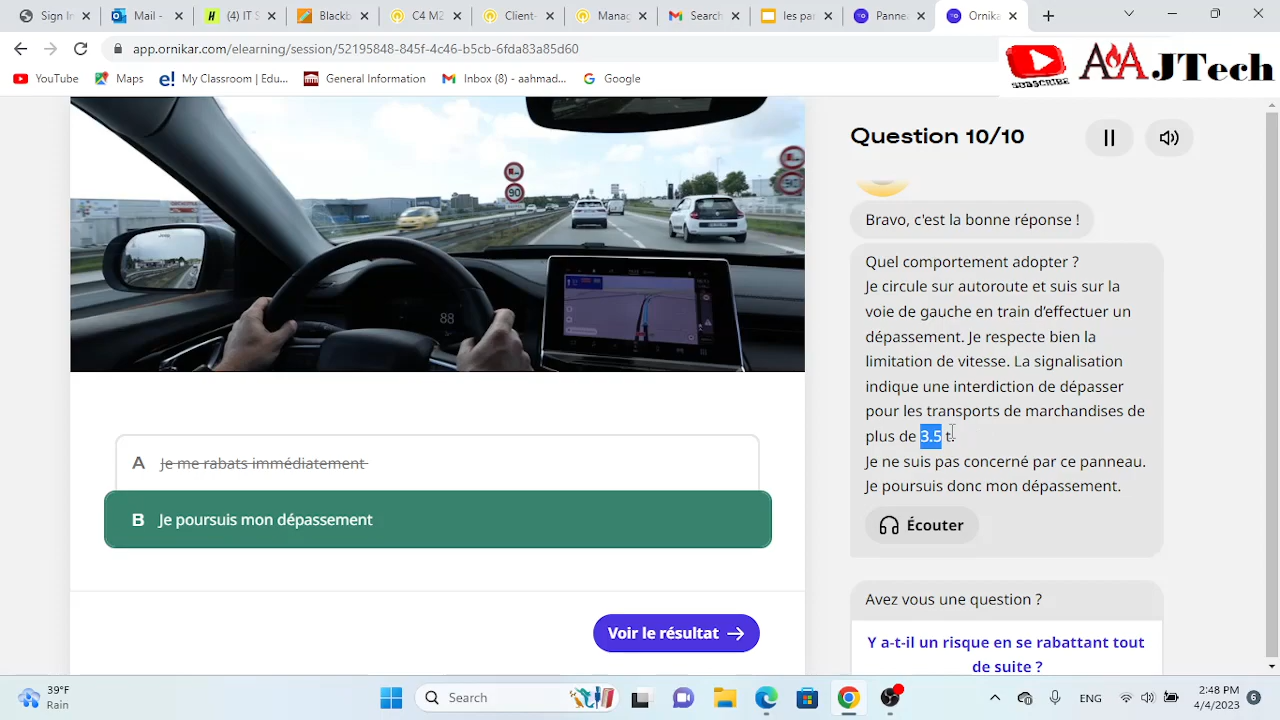 Sign in
Mail -
(4) IT S
Blackb
C4 M2
Client-
Manag
Search
les par
Panne
Ornika
app.ornikar.com/elearning/session/52195848-845f-4c46-b5cb-6fda83a85d60
YouTube
Maps
My Classroom | Edu...
General Information
Inbox (8) - aahmad...
Google
SUBSCRIBE
AAJTech
90
90
88
Question 10/10
Bravo, c'est la bonne réponse !
Quel comportement adopter ?
Je circule sur autoroute et suis sur la
voie de gauche en train d'effectuer un
dépassement. Je respecte bien la
limitation de vitesse. La signalisation
indique une interdiction de dépasser
pour les transports de marchandises de
plus de 3.5 t.
Je ne suis pas concerné par ce panneau.
Je poursuis donc mon dépassement.
Écouter
A Je me rabats immédiatement
B Je poursuis mon dépassement
Voir le résultat
Avez vous une question ?
Y a-t-il un risque en se rabattant tout
de suite ?
39°F
Rain
Search
ENG
2:48 PM
4/4/2023
6